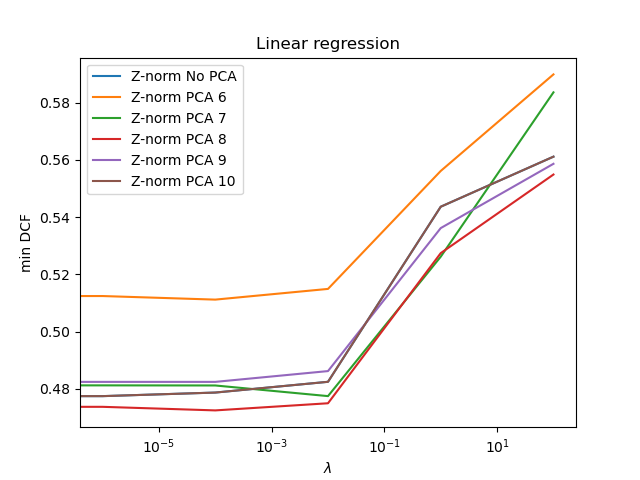 Linear regression
Z-norm No PCA
Z-norm PCA 6
Z-norm PCA 7
Z-norm PCA 8
Z-norm PCA 9
Z-norm PCA 10
min DCF
0.58
0.56
0.54
0.52
0.50
0.48
10⁻⁵ 10⁻³ 10⁻¹ 10¹
λ